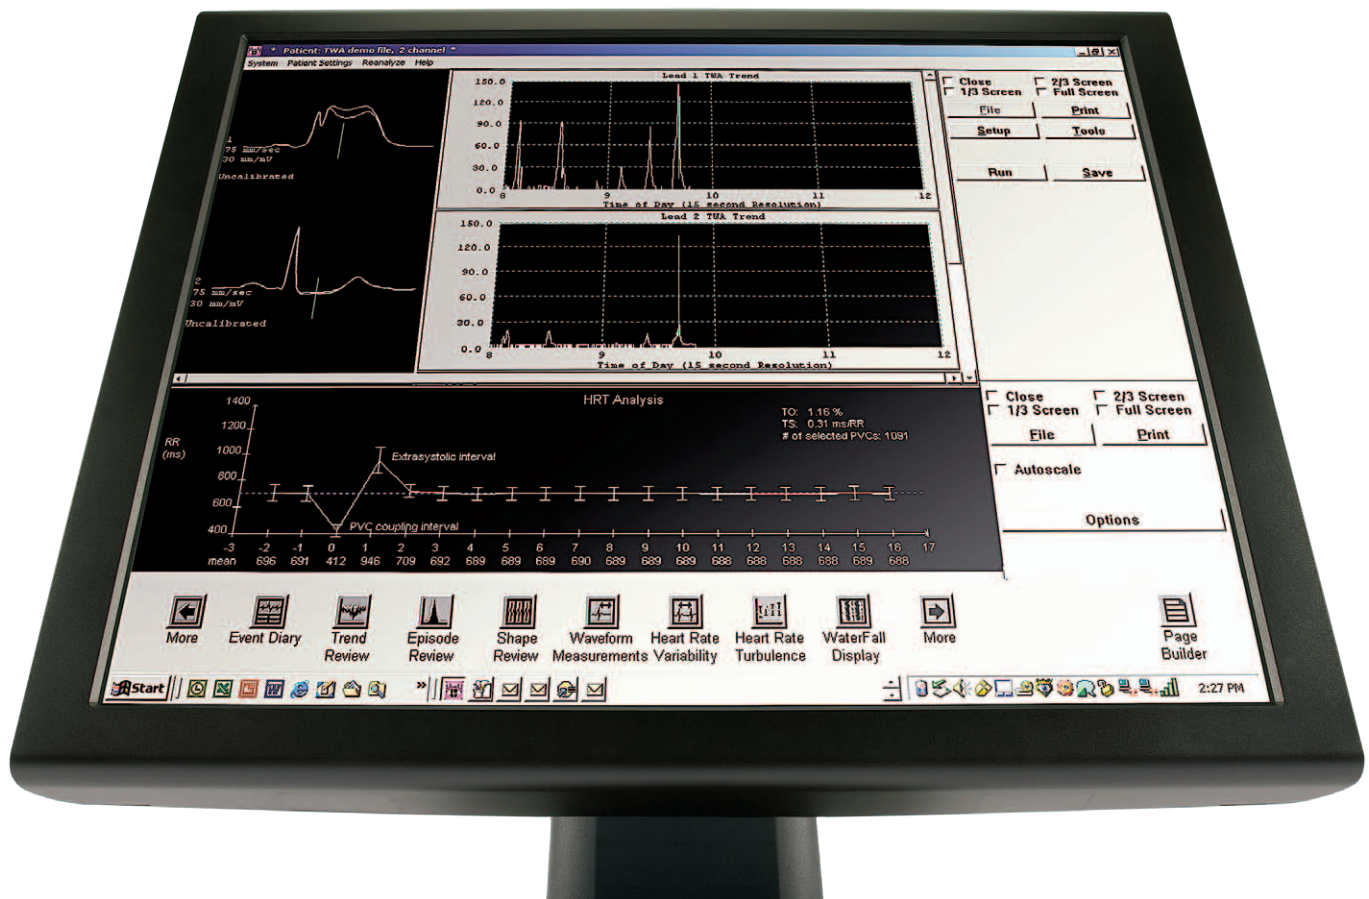 * Patient: TWA demo file, 2 channel *
System Patient Settings Reanalyze Help
1
75 mm/sec
30 mm/mV
Uncalibrated
2
75 mm/sec
30 mm/mV
Uncalibrated
Lead 1 TWA Trend
150.0
120.0
90.0
60.0
30.0
0.0
8 9 10 11 12
Time of Day (15 second Resolution)
Lead 2 TWA Trend
150.0
120.0
90.0
60.0
30.0
0.0
8 9 10 11 12
Time of Day (15 second Resolution)
Close 2/3 Screen
1/3 Screen Full Screen
File Print
Setup Tools
Run Save
HRT Analysis
TO: 1.16 %
TS: 0.31 ms/RR
# of selected PVCs: 1091
RR
(ms)
1400
1200
1000
800
600
400
Extrasystolic interval
PVC coupling interval
-3 -2 -1 0 1 2 3 4 5 6 7 8 9 10 11 12 13 14 15 16 17
mean 696 691 412 946 709 692 689 689 689 690 689 689 689 688 688 688 688 689 688
Close 2/3 Screen
1/3 Screen Full Screen
File Print
Autoscale
Options
More
Event Diary
Trend
Review
Episode
Review
Shape
Review
Waveform
Measurements
Heart Rate
Variability
Heart Rate
Turbulence
WaterFall
Display
More
Page
Builder
Start
»
2:27 PM